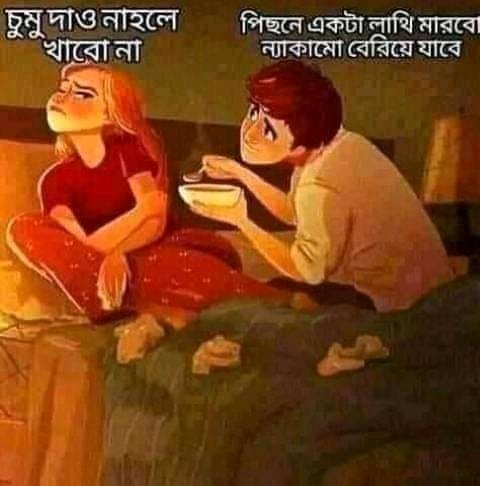 চুমু দাও নাহলে
খাবো না
পিছনে একটা লাথি মারবো
ন্যাকামো বেরিয়ে যাবে